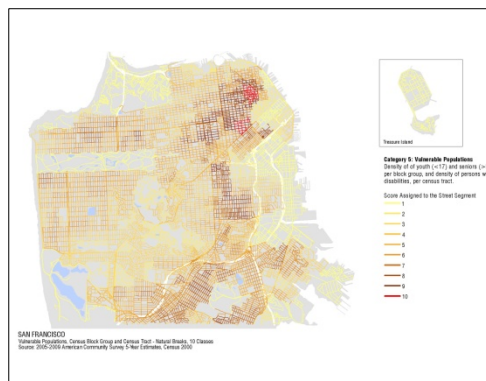 Treasure Island
Category 5: Vulnerable Populations
Density of of youth (<17) and seniors (>
per block group, and density of persons w
disabilities, per census tract.
Score Assigned to the Street Segment
1
2
3
4
5
6
7
8
9
10
SAN FRANCISCO
Vulnerable Populations. Census Block Group and Census Tract - Natural Breaks, 10 Classes
Source: 2005-2009 American Community Survey 5-Year Estimates, Census 2000